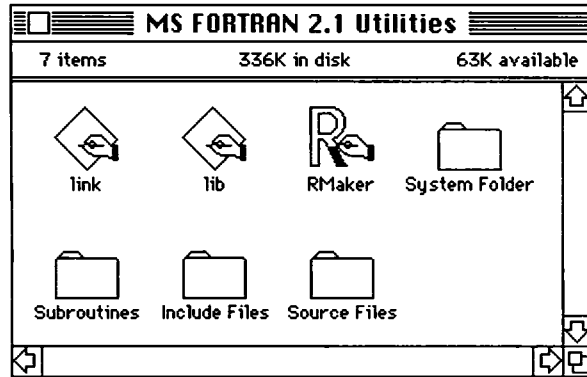 MS FORTRAN 2.1 Utilities
7 items 336K in disk 63K available
link lib RMaker System Folder
Subroutines Include Files Source Files